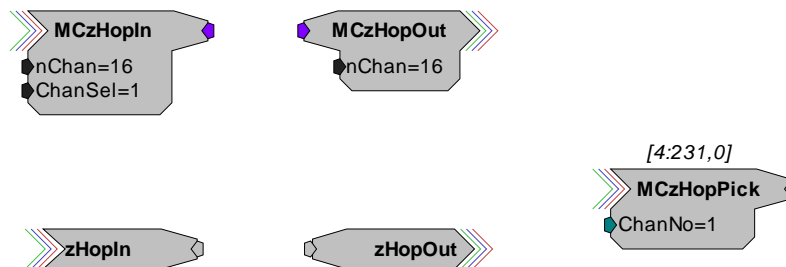 MCzHopIn
nChan=16
ChanSel=1
MCzHopOut
nChan=16
[4:231,0]
MCzHopPick
ChanNo=1
zHopIn
zHopOut